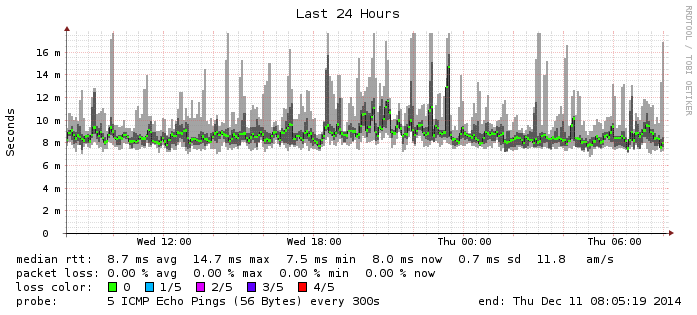 Last 24 Hours
RRDTOOL / TOBI OETIKER
Seconds
16 m
14 m
12 m
10 m
8 m
6 m
4 m
2 m
0
Wed 12:00 Wed 18:00 Thu 00:00 Thu 06:00
median rtt: 8.7 ms avg 14.7 ms max 7.5 ms min 8.0 ms now 0.7 ms sd 11.8 am/s
packet loss: 0.00 % avg 0.00 % max 0.00 % min 0.00 % now
loss color: 0 1/5 2/5 3/5 4/5
probe: 5 ICMP Echo Pings (56 Bytes) every 300s end: Thu Dec 11 08:05:19 2014